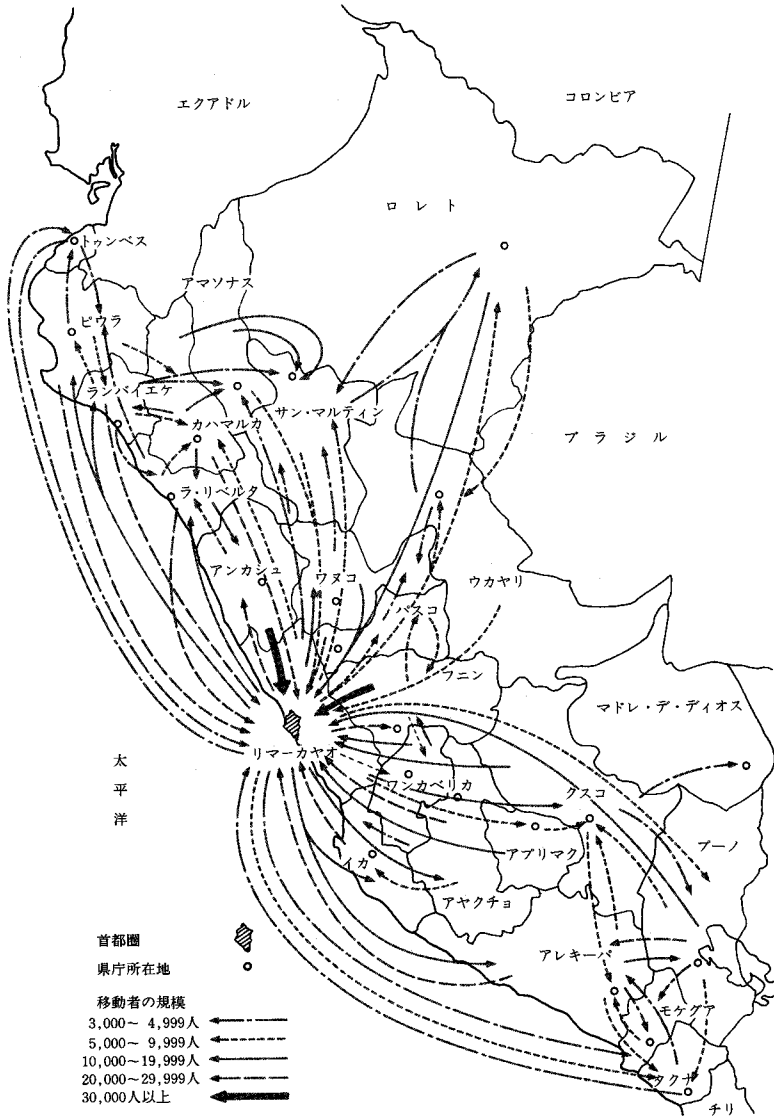 エクアドル
コロンビア
ロレト
トゥンベス
アマソナス
ピウラ
ランバイエケ
サン・マルティン
カハマルカ
ブラジル
ラ・リベルタ
アンカシュ
ワヌコ
ウカヤリ
パスコ
フニン
マドレ・デ・ディオス
リマーカヤオ
太平洋
ワンカベリカ
クスコ
プーノ
アプリマク
イカ
アヤクチョ
アレキーパ
モケグア
タクナ
チリ
首都圏
県庁所在地
移動者の規模
3,000〜 4,999人
5,000〜 9,999人
10,000〜19,999人
20,000〜29,999人
30,000人以上